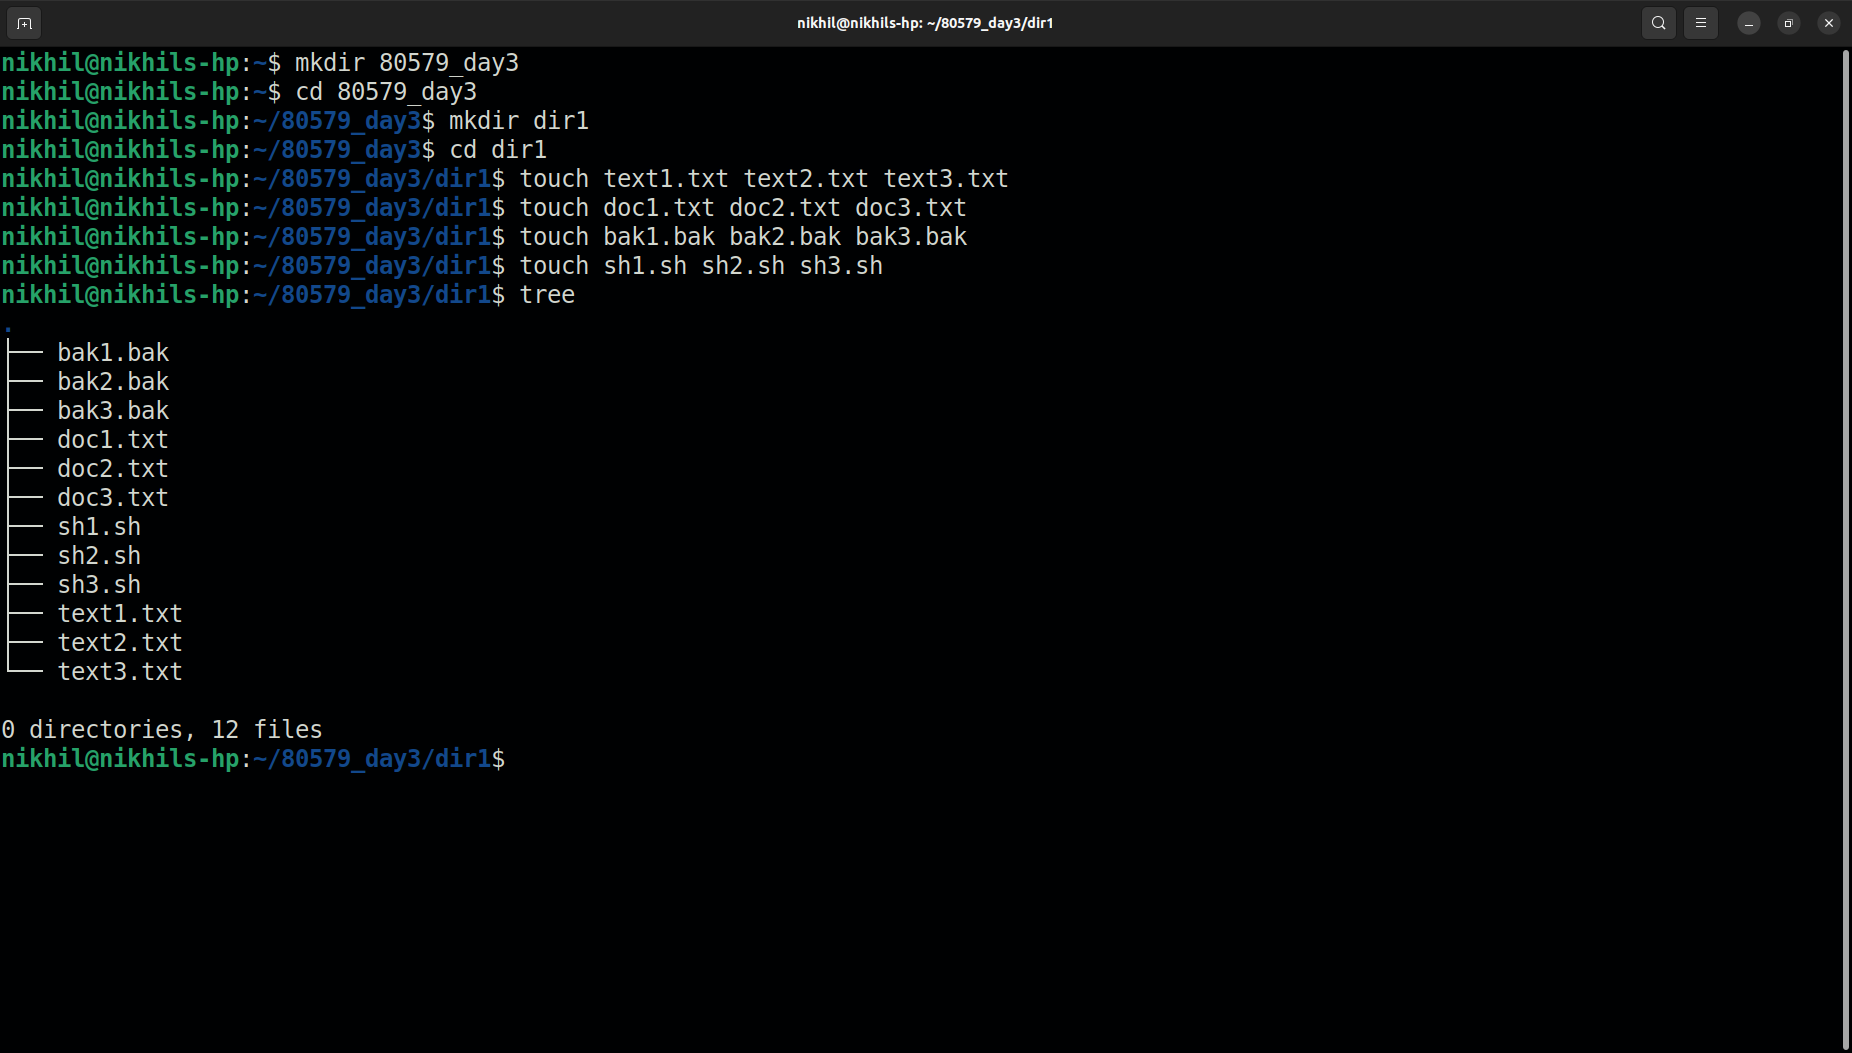 nikhil@nikhils-hp: ~/80579_day3/dir1
nikhil@nikhils-hp:~$ mkdir 80579_day3
nikhil@nikhils-hp:~$ cd 80579_day3
nikhil@nikhils-hp:~/80579_day3$ mkdir dir1
nikhil@nikhils-hp:~/80579_day3$ cd dir1
nikhil@nikhils-hp:~/80579_day3/dir1$ touch text1.txt text2.txt text3.txt
nikhil@nikhils-hp:~/80579_day3/dir1$ touch doc1.txt doc2.txt doc3.txt
nikhil@nikhils-hp:~/80579_day3/dir1$ touch bak1.bak bak2.bak bak3.bak
nikhil@nikhils-hp:~/80579_day3/dir1$ touch sh1.sh sh2.sh sh3.sh
nikhil@nikhils-hp:~/80579_day3/dir1$ tree
.
├── bak1.bak
├── bak2.bak
├── bak3.bak
├── doc1.txt
├── doc2.txt
├── doc3.txt
├── sh1.sh
├── sh2.sh
├── sh3.sh
├── text1.txt
├── text2.txt
└── text3.txt
0 directories, 12 files
nikhil@nikhils-hp:~/80579_day3/dir1$